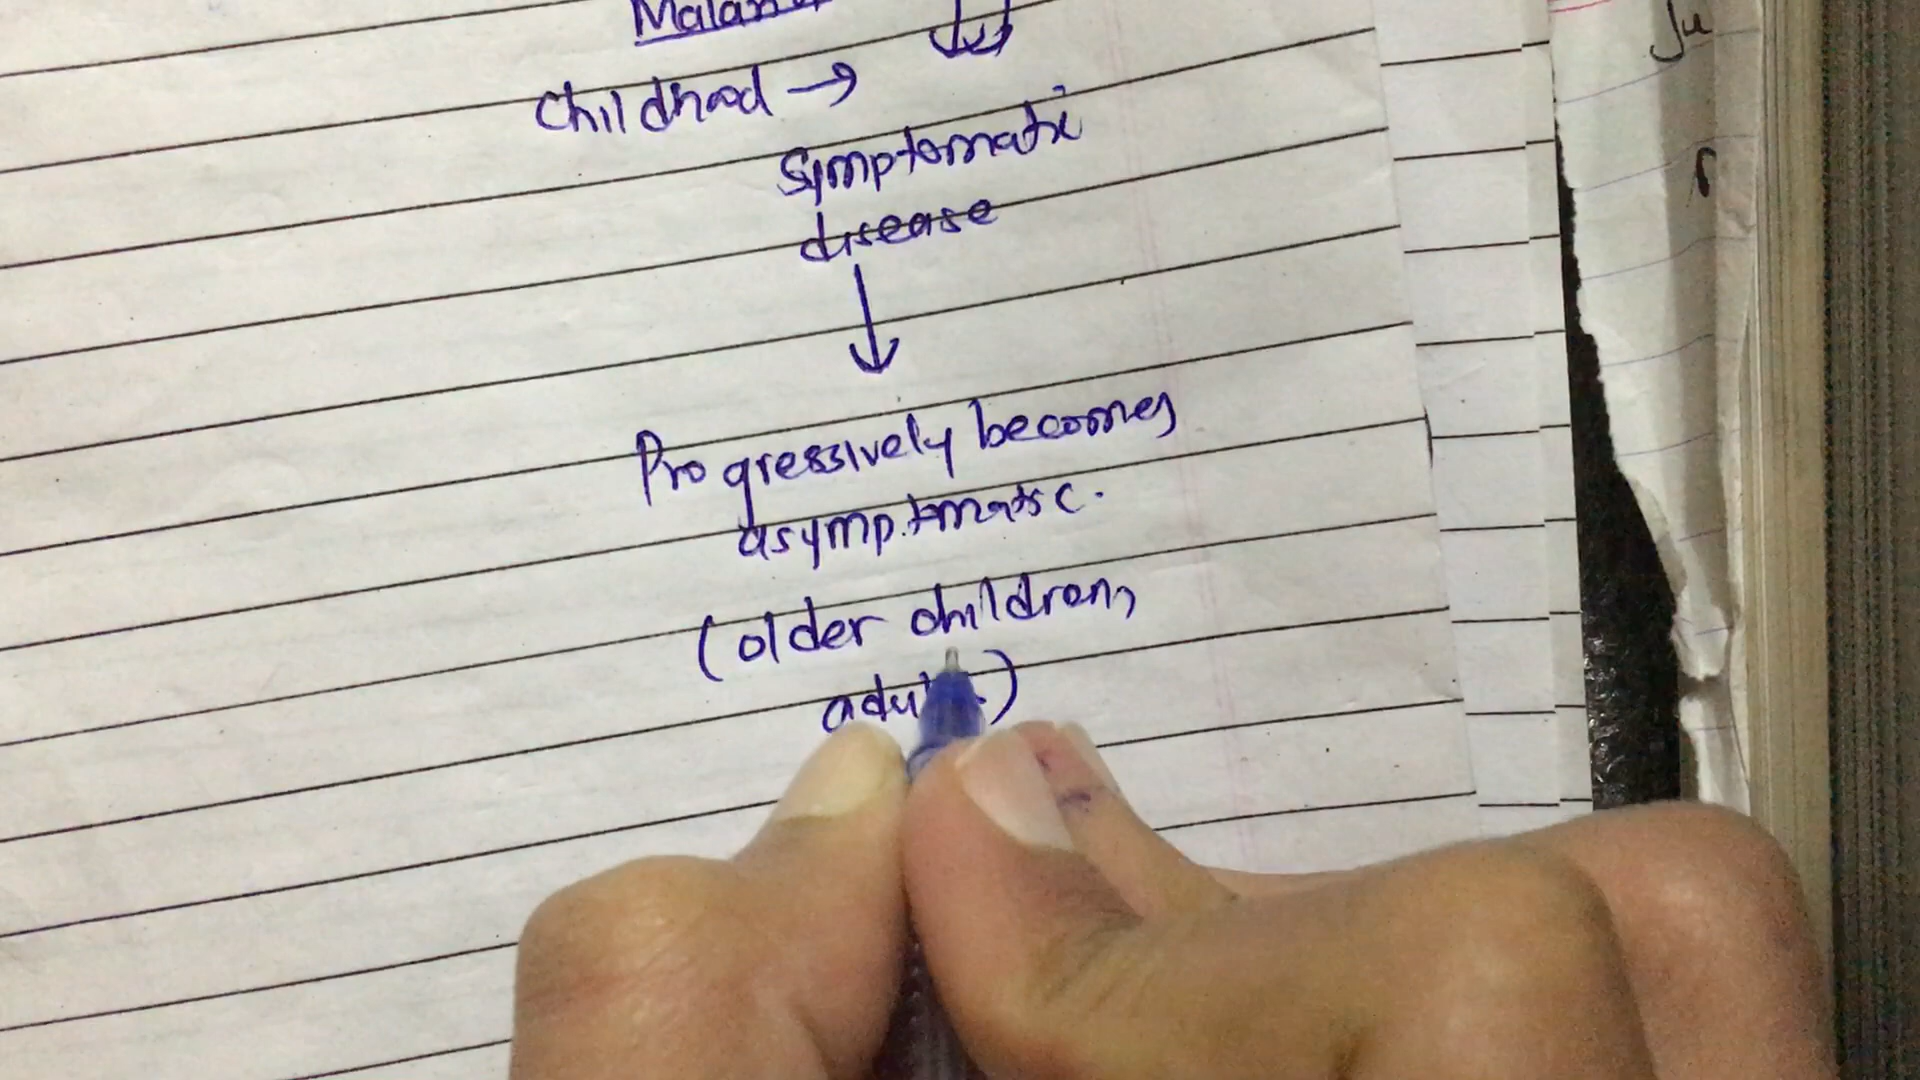 Childhood →
Symptomatic
disease
↓
Progressively becomes
asymptomatic.
(older children,
)